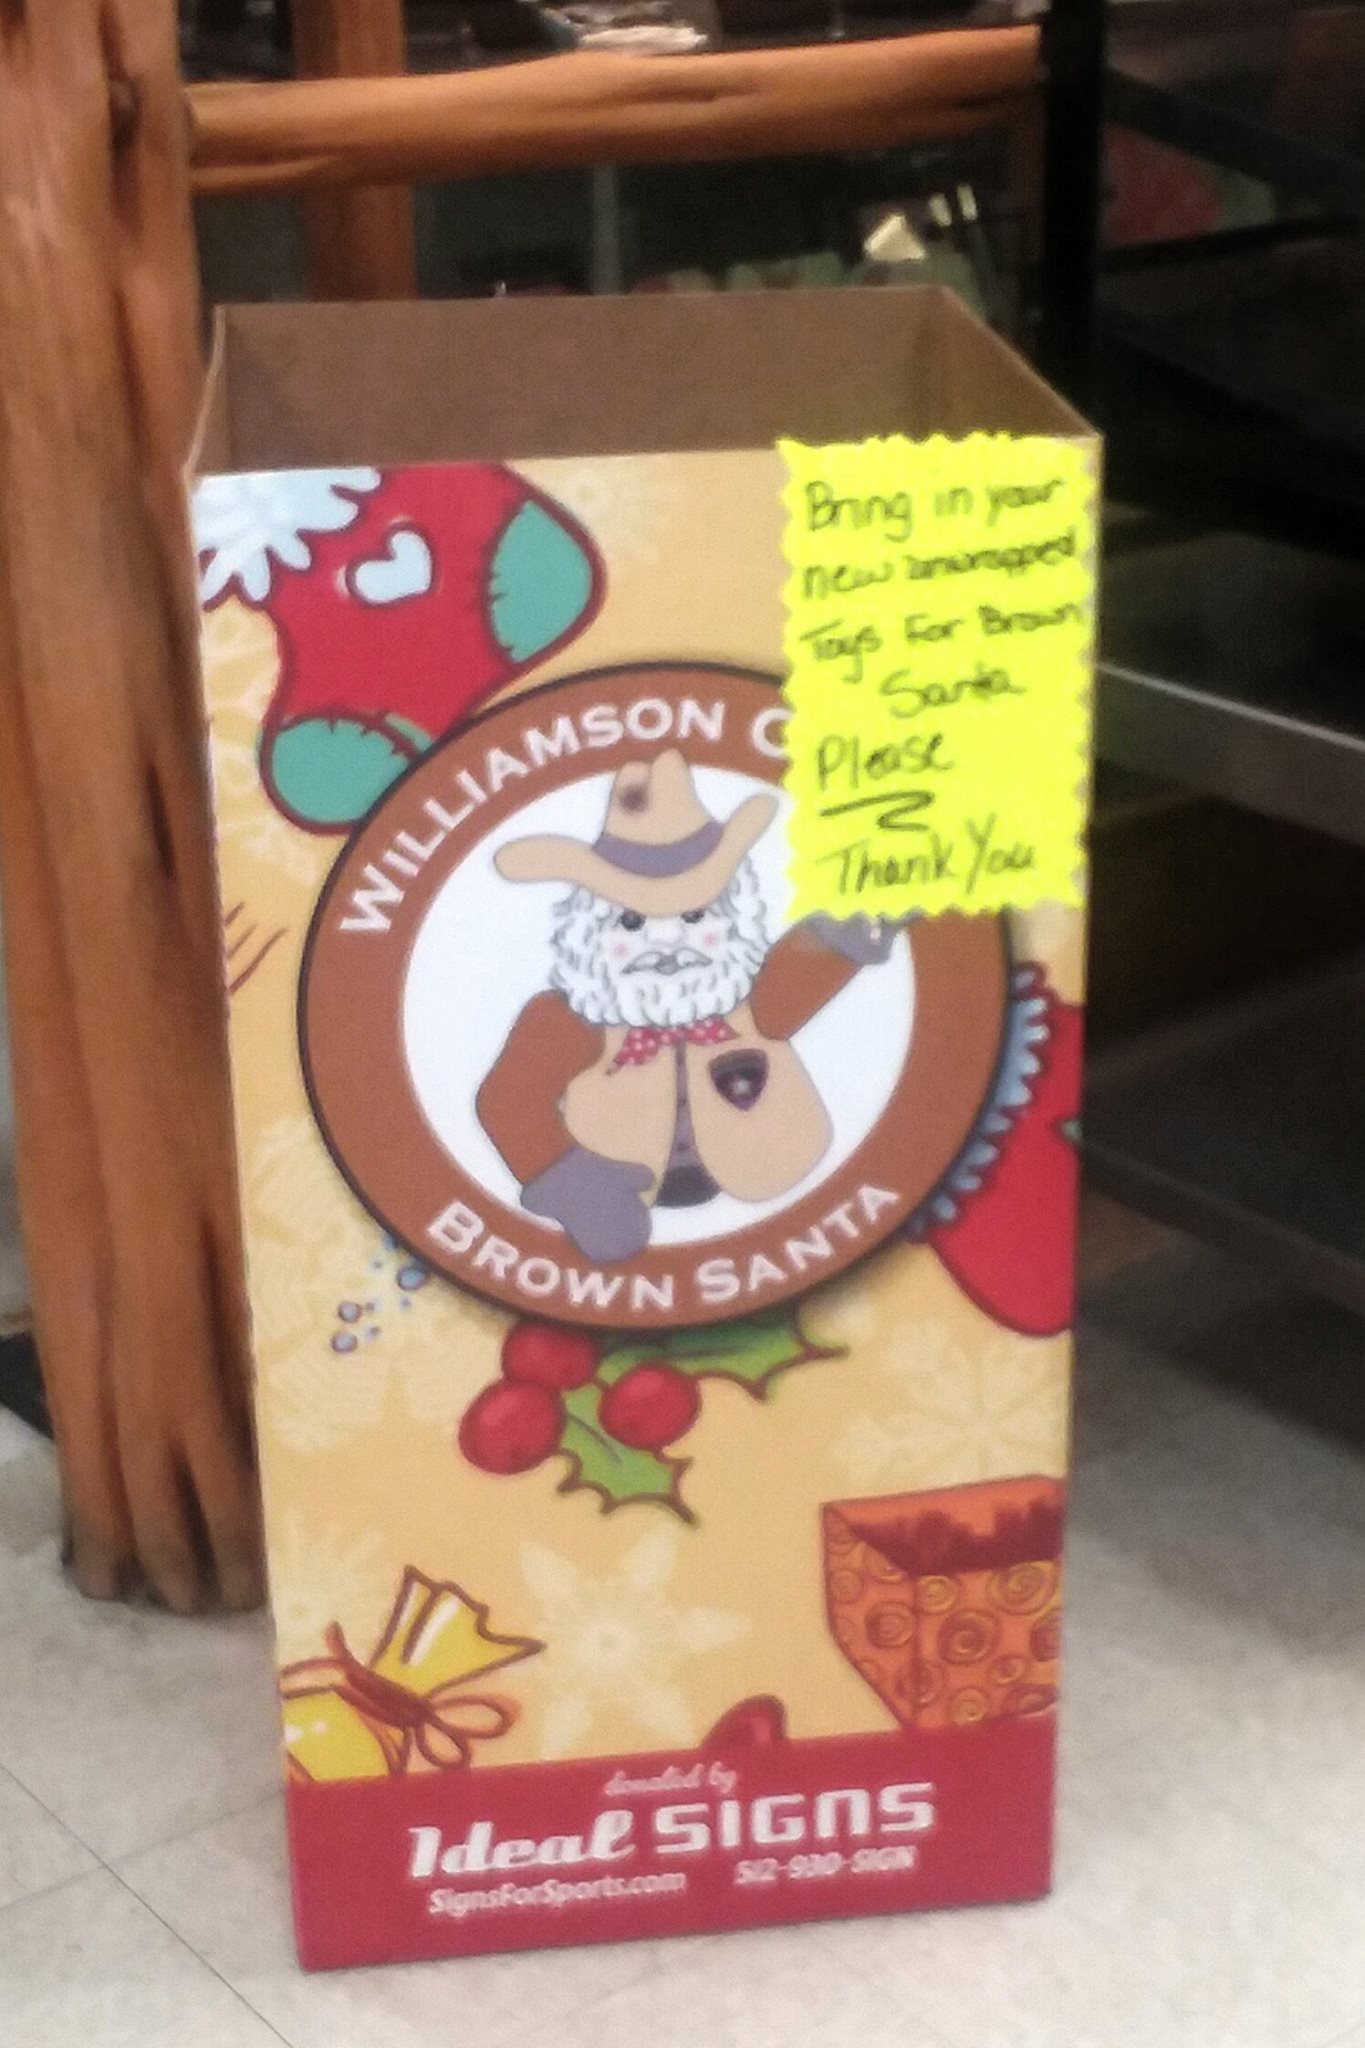 Bring in your
new unwrapped
Toys For Brown
Santa
Please
Thank You
WILLIAMSON
BROWN SANTA
donated by
Ideal SIGNS
SignsForSports.com 512-930-SIGN